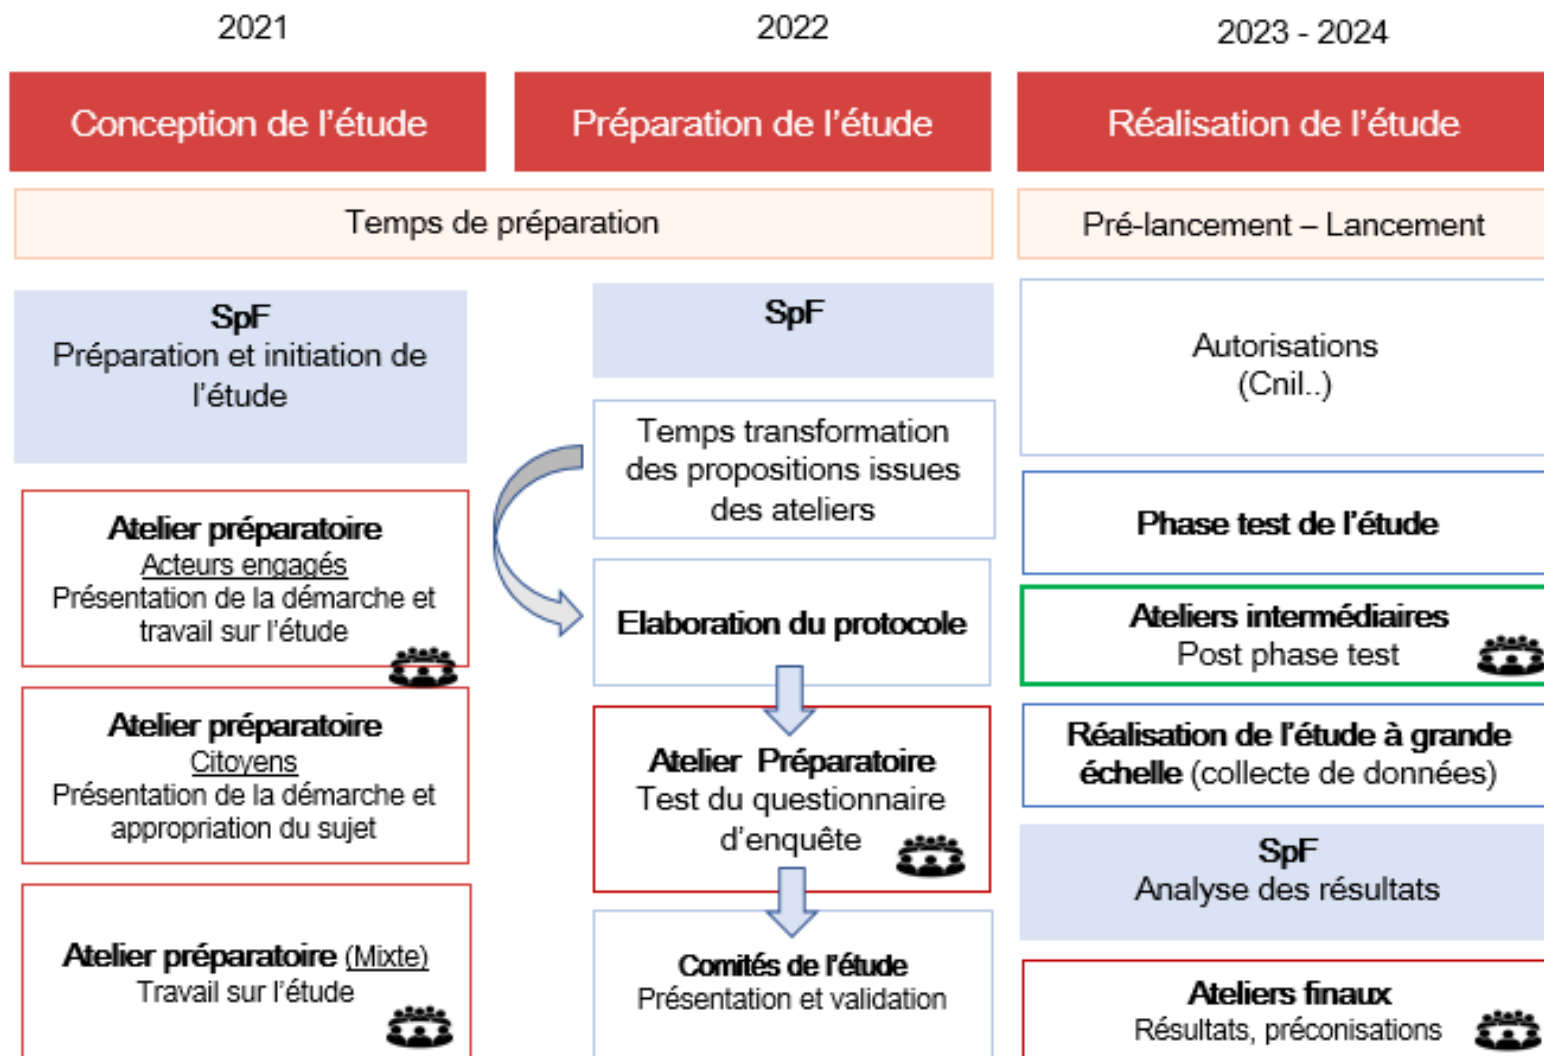 2021
2022
2023 - 2024
Conception de l'étude
Préparation de l'étude
Réalisation de l'étude
Temps de préparation
Pré-lancement – Lancement
SpF
Préparation et initiation de
l'étude
Atelier préparatoire
Acteurs engagés
Présentation de la démarche et
travail sur l'étude
Atelier préparatoire
Citoyens
Présentation de la démarche et
appropriation du sujet
Atelier préparatoire (Mixte)
Travail sur l'étude
SpF
Temps transformation
des propositions issues
des ateliers
Elaboration du protocole
Atelier Préparatoire
Test du questionnaire
d'enquête
Comités de l'étude
Présentation et validation
Autorisations
(Cnil..)
Phase test de l'étude
Ateliers intermédiaires
Post phase test
Réalisation de l'étude à grande
échelle (collecte de données)
SpF
Analyse des résultats
Ateliers finaux
Résultats, préconisations